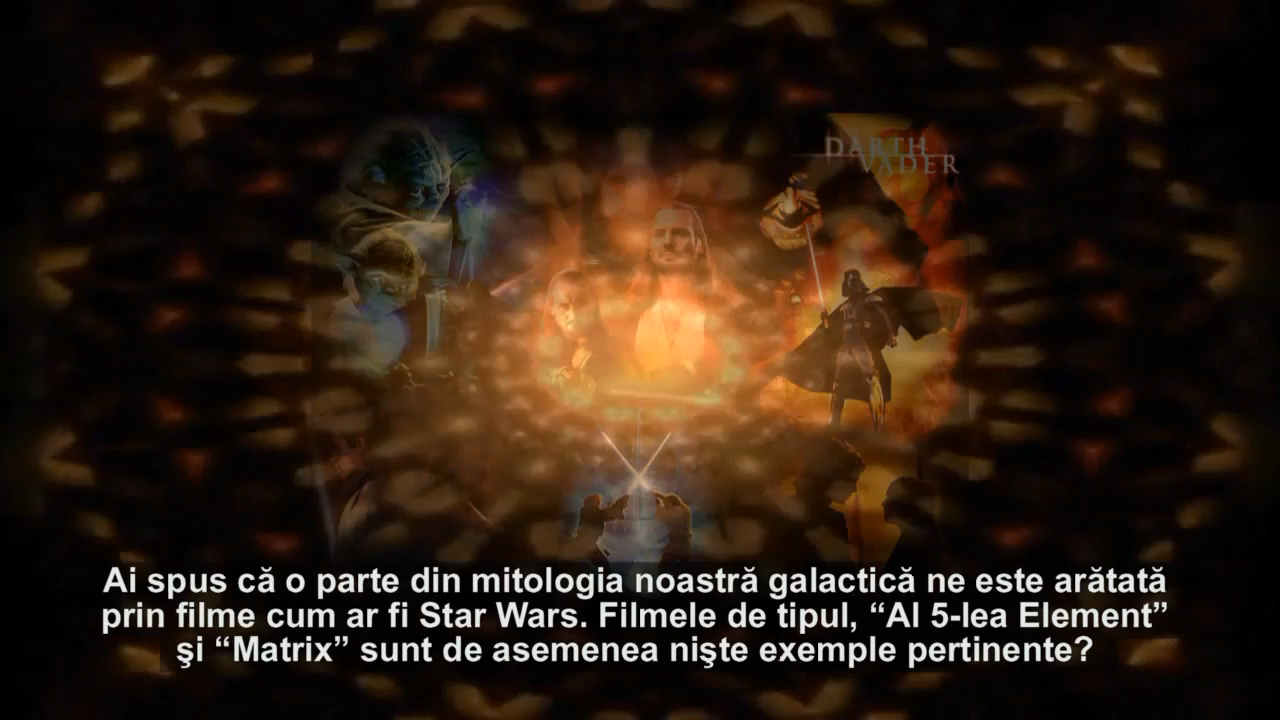 DARTH
VADER
Ai spus că o parte din mitologia noastră galactică ne este arătată
prin filme cum ar fi Star Wars. Filmele de tipul, “Al 5-lea Element”
şi “Matrix” sunt de asemenea nişte exemple pertinente?